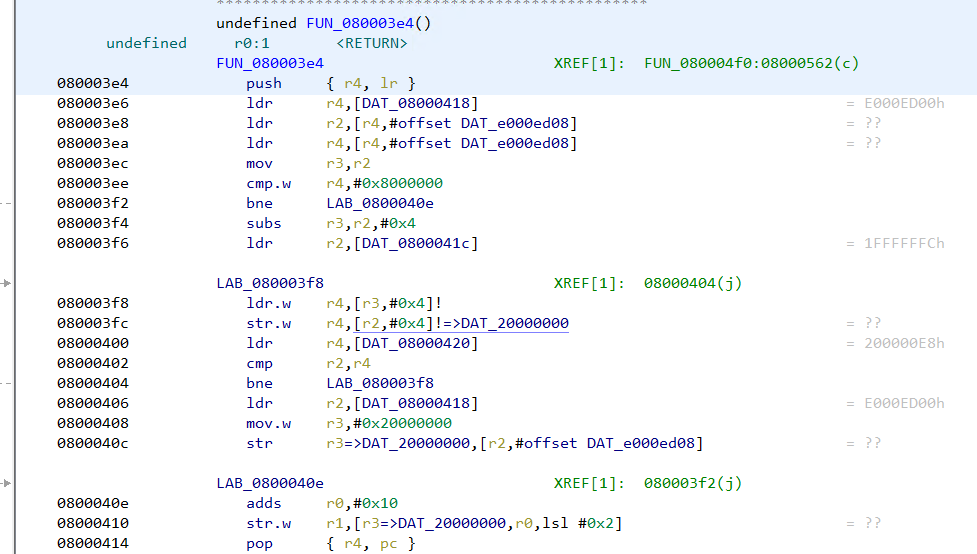 ************************************************
undefined FUN_080003e4()
undefined r0:1 <RETURN>
FUN_080003e4 XREF[1]: FUN_080004f0:08000562(c)
080003e4 push { r4, lr }
080003e6 ldr r4,[DAT_08000418] = E000ED00h
080003e8 ldr r2,[r4,#offset DAT_e000ed08] = ??
080003ea ldr r4,[r4,#offset DAT_e000ed08] = ??
080003ec mov r3,r2
080003ee cmp.w r4,#0x8000000
080003f2 bne LAB_0800040e
080003f4 subs r3,r2,#0x4
080003f6 ldr r2,[DAT_0800041c] = 1FFFFFFCh
LAB_080003f8 XREF[1]: 08000404(j)
080003f8 ldr.w r4,[r3,#0x4]!
080003fc str.w r4,[r2,#0x4]!=>DAT_20000000 = ??
08000400 ldr r4,[DAT_08000420] = 200000E8h
08000402 cmp r2,r4
08000404 bne LAB_080003f8
08000406 ldr r2,[DAT_08000418] = E000ED00h
08000408 mov.w r3,#0x20000000
0800040c str r3=>DAT_20000000,[r2,#offset DAT_e000ed08] = ??
LAB_0800040e XREF[1]: 080003f2(j)
0800040e adds r0,#0x10
08000410 str.w r1,[r3=>DAT_20000000,r0,lsl #0x2] = ??
08000414 pop { r4, pc }